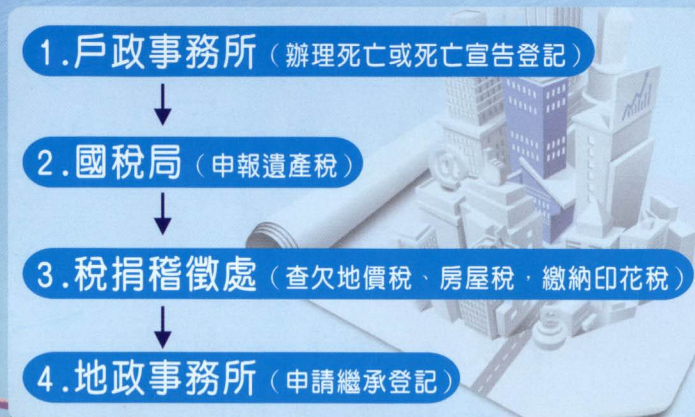 1.戶政事務所（辦理死亡或死亡宣告登記）
2.國稅局（申報遺產稅）
3.稅捐稽徵處（查欠地價稅、房屋稅，繳納印花稅）
4.地政事務所（申請繼承登記）